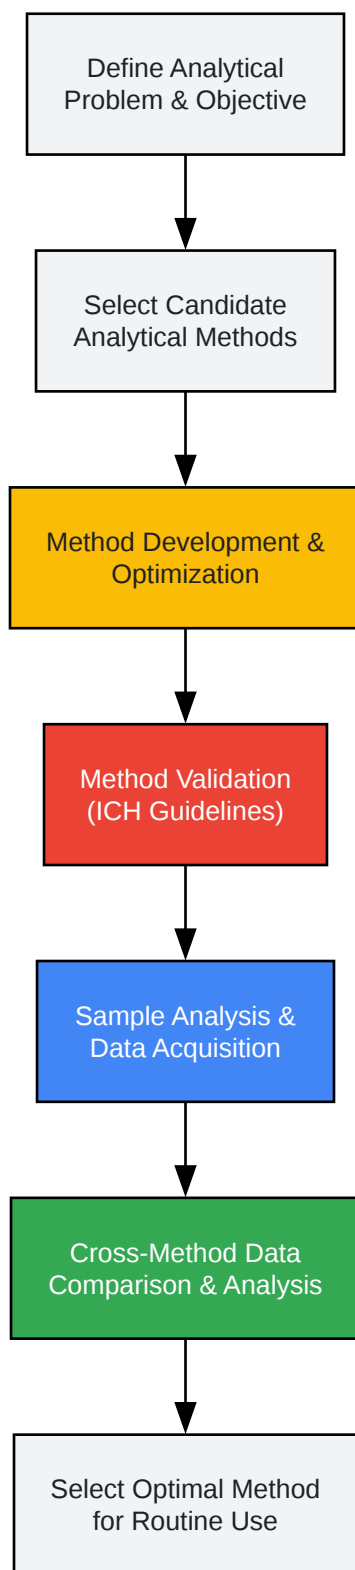 Define Analytical
Problem & Objective
Select Candidate
Analytical Methods
Method Development &
Optimization
Method Validation
(ICH Guidelines)
Sample Analysis &
Data Acquisition
Cross-Method Data
Comparison & Analysis
Select Optimal Method
for Routine Use